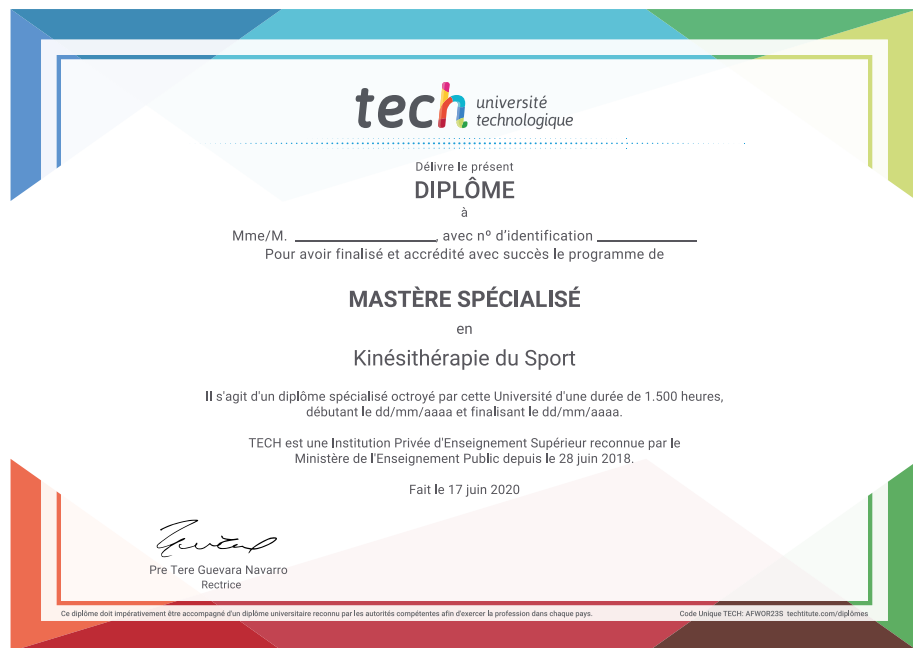 tech université
technologique
Délivre le présent
DIPLÔME
à
Mme/M. ____________________, avec nº d'identification ______________
Pour avoir finalisé et accrédité avec succès le programme de
MASTÈRE SPÉCIALISÉ
en
Kinésithérapie du Sport
Il s'agit d'un diplôme spécialisé octroyé par cette Université d'une durée de 1.500 heures,
débutant le dd/mm/aaaa et finalisant le dd/mm/aaaa.
TECH est une Institution Privée d'Enseignement Supérieur reconnue par le
Ministère de l'Enseignement Public depuis le 28 juin 2018.
Fait le 17 juin 2020
Pre Tere Guevara Navarro
Rectrice
Ce diplôme doit impérativement être accompagné d'un diplôme universitaire reconnu par les autorités compétentes afin d'exercer la profession dans chaque pays.
Code Unique TECH: AFWOR23S techtitute.com/diplômes